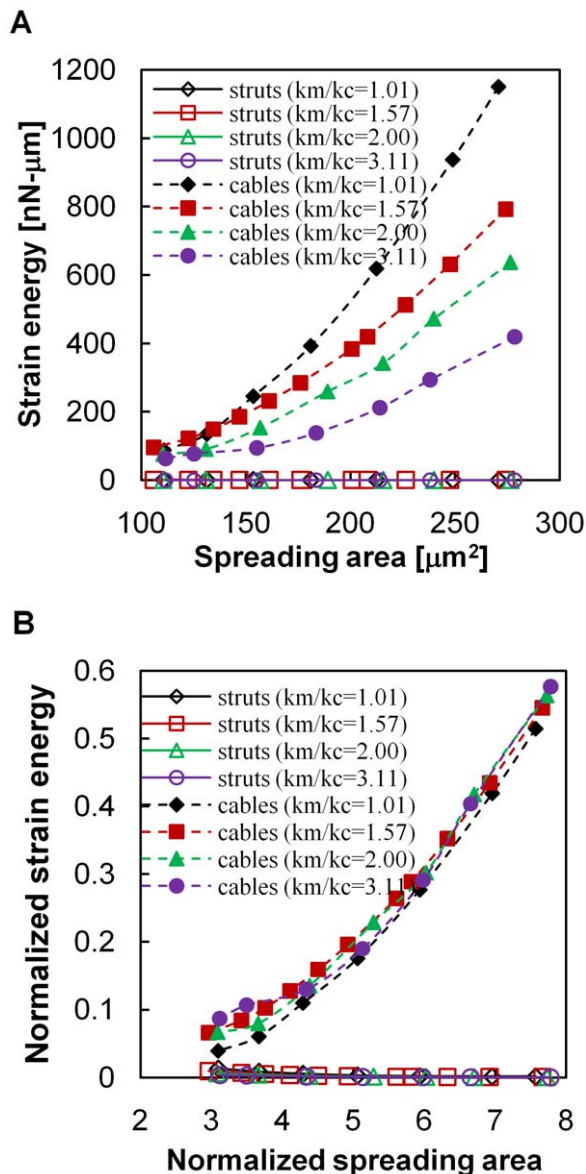 A
1200
1000
800
600
400
200
0
Strain energy [nN-μm]
struts (km/kc=1.01)
struts (km/kc=1.57)
struts (km/kc=2.00)
struts (km/kc=3.11)
cables (km/kc=1.01)
cables (km/kc=1.57)
cables (km/kc=2.00)
cables (km/kc=3.11)
100 150 200 250 300
Spreading area [μm²]
B
0.6
0.5
0.4
0.3
0.2
0.1
0
Normalized strain energy
struts (km/kc=1.01)
struts (km/kc=1.57)
struts (km/kc=2.00)
struts (km/kc=3.11)
cables (km/kc=1.01)
cables (km/kc=1.57)
cables (km/kc=2.00)
cables (km/kc=3.11
2 3 4 5 6 7 8
Normalized spreading area